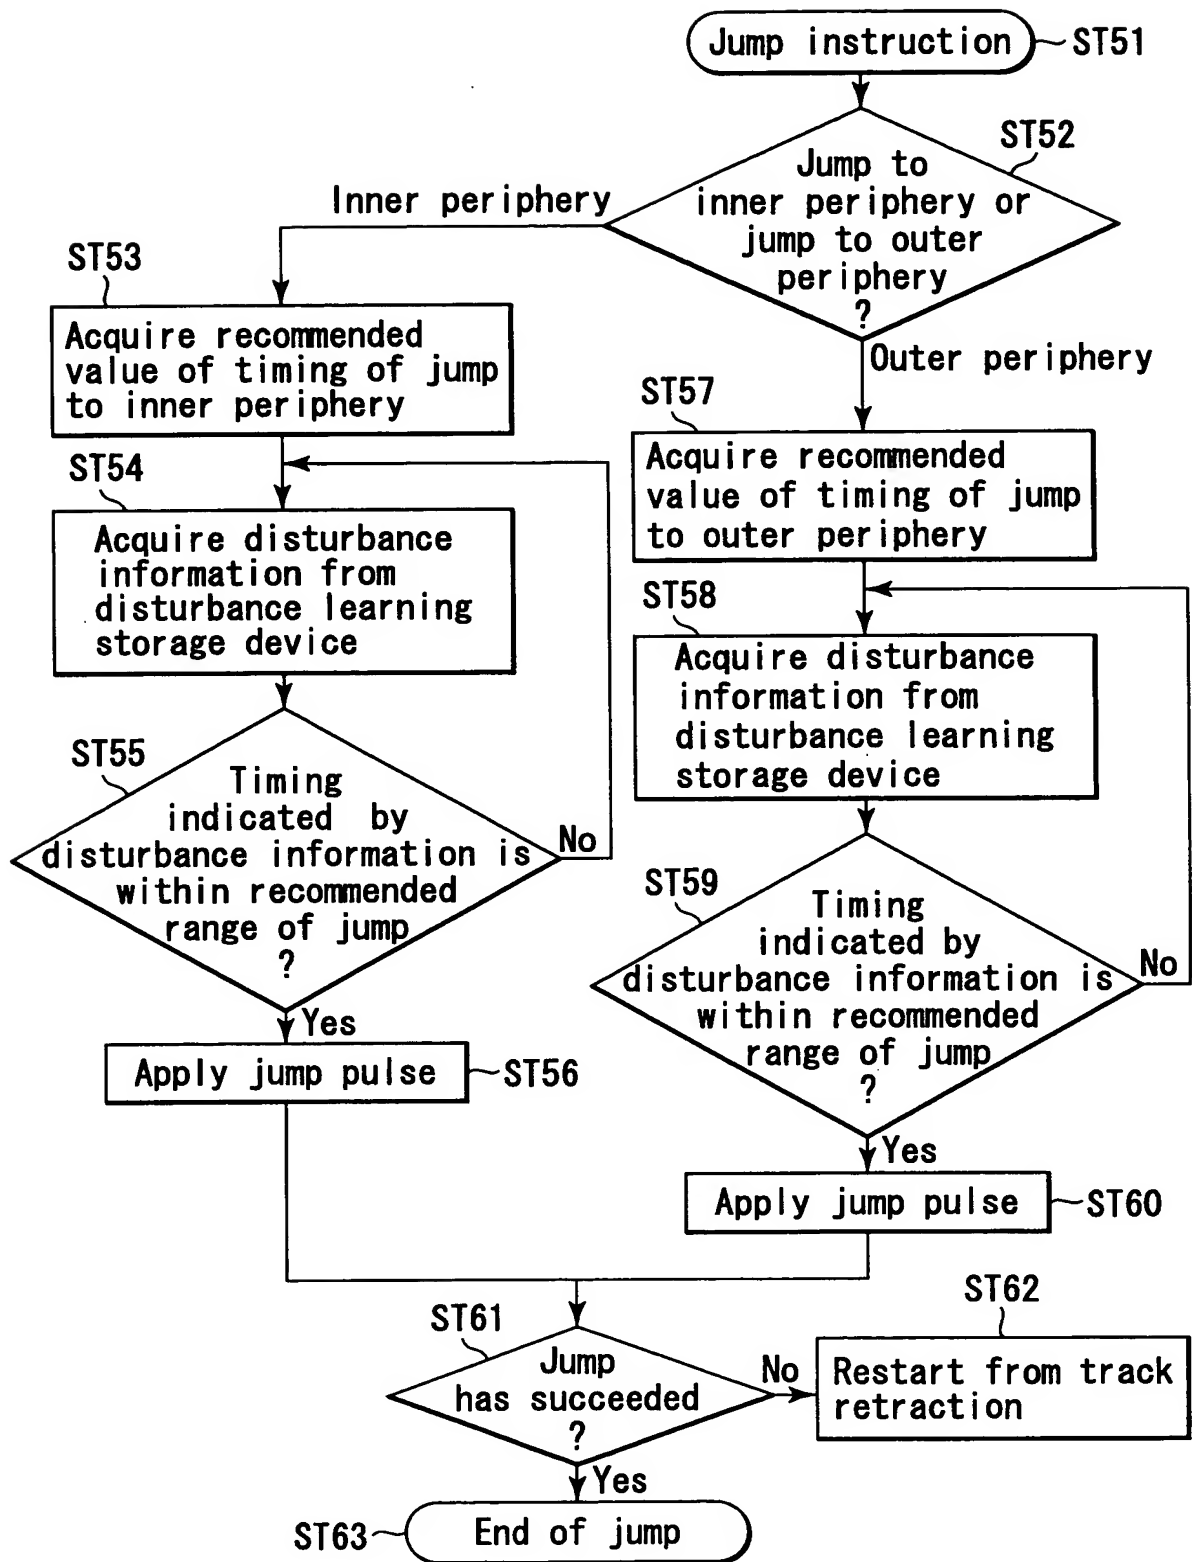 Jump instruction
ST51
ST52
Jump to
inner periphery or
jump to outer
periphery
?
Inner periphery
Outer periphery
ST53
Acquire recommended
value of timing of jump
to inner periphery
ST54
Acquire disturbance
information from
disturbance learning
storage device
ST55
Timing
indicated by
disturbance information is
within recommended
range of jump
?
No
Yes
Apply jump pulse
ST56
ST57
Acquire recommended
value of timing of jump
to outer periphery
ST58
Acquire disturbance
information from
disturbance learning
storage device
ST59
Timing
indicated by
disturbance information is
within recommended
range of jump
?
No
Yes
Apply jump pulse
ST60
ST61
Jump
has succeeded
?
No
ST62
Restart from track
retraction
Yes
ST63
End of jump